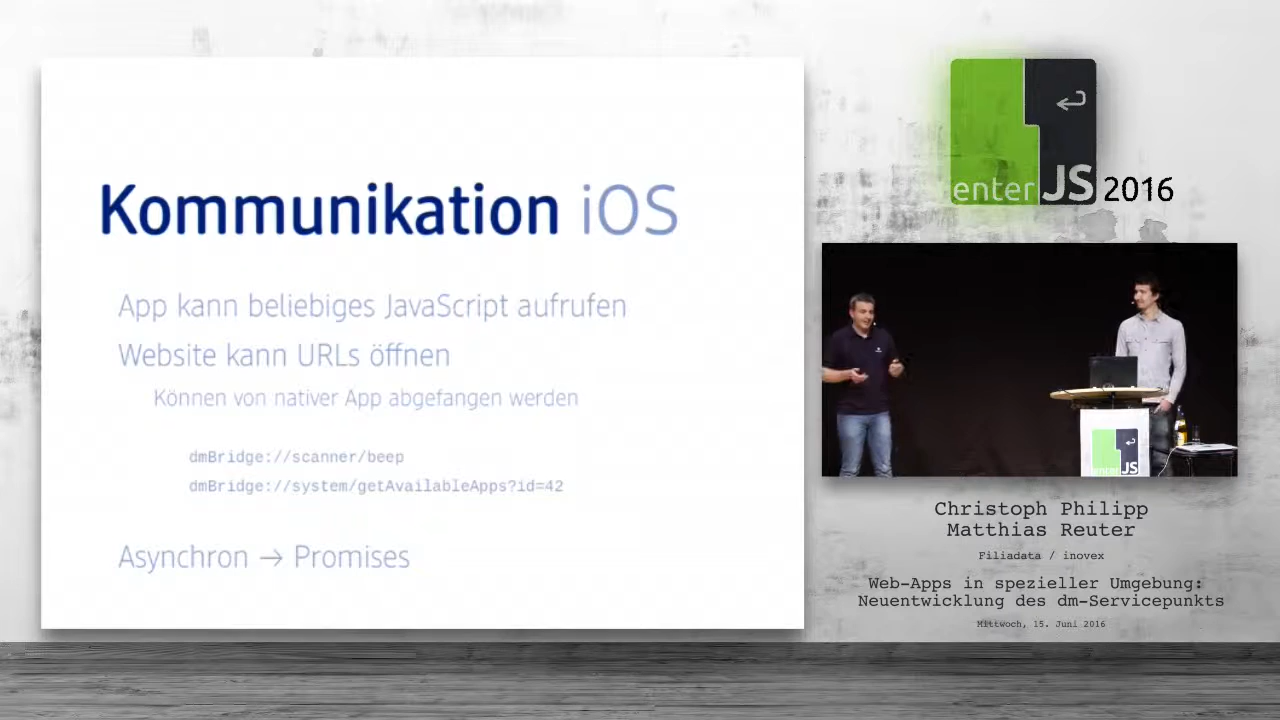 Kommunikation iOS
App kann beliebiges JavaScript aufrufen
Website kann URLs öffnen
Können von nativer App abgefangen werden
dmBridge://scanner/beep
dmBridge://system/getAvailableApps?id=42
Asynchron → Promises
enterJS 2016
enterJS
Christoph Philipp
Matthias Reuter
Filiadata / inovex
Web-Apps in spezieller Umgebung:
Neuentwicklung des dm-Servicepunkts
Mittwoch, 15. Juni 2016